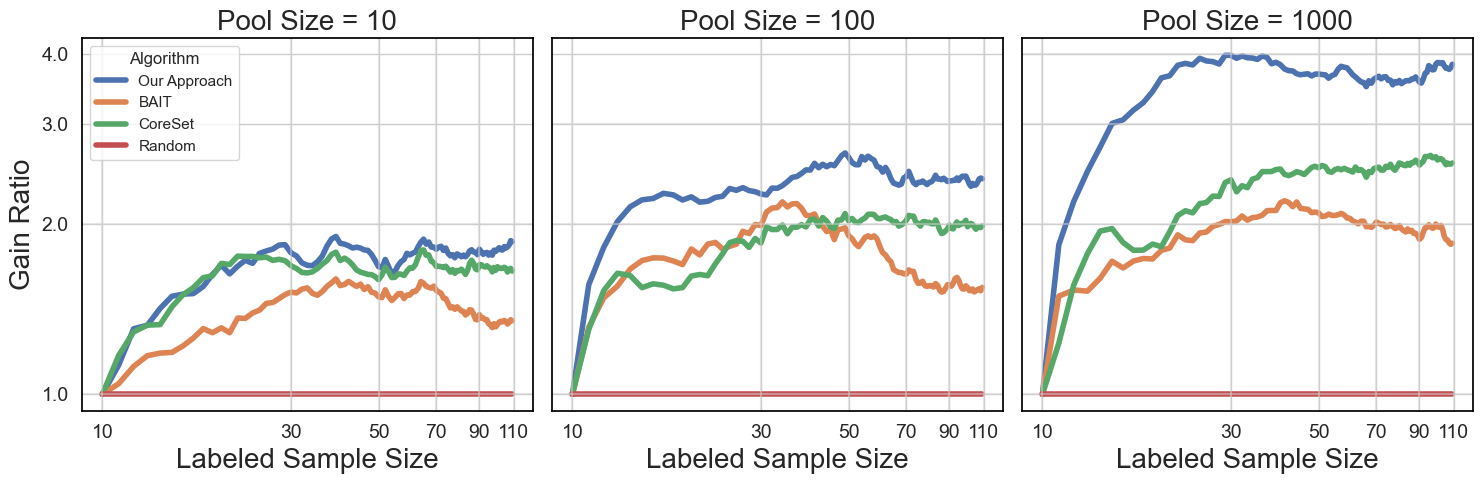 Pool Size = 10
Pool Size = 100
Pool Size = 1000
Gain Ratio
4.0
3.0
2.0
1.0
Algorithm
Our Approach
BAIT
CoreSet
Random
10 30 50 70 90 110
10 30 50 70 90 110
10 30 50 70 90 110
Labeled Sample Size
Labeled Sample Size
Labeled Sample Size